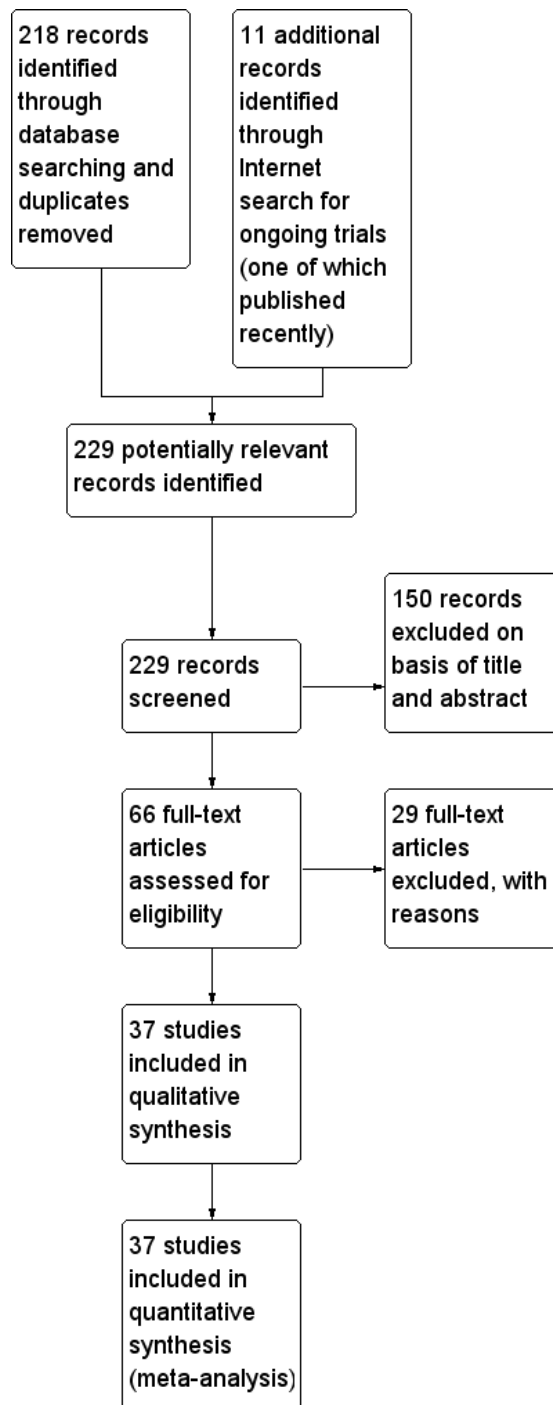 218 records
identified
through
database
searching and
duplicates
removed
11 additional
records
identified
through
Internet
search for
ongoing trials
(one of which
published
recently)
229 potentially relevant
records identified
229 records
screened
150 records
excluded on
basis of title
and abstract
66 full-text
articles
assessed for
eligibility
29 full-text
articles
excluded, with
reasons
37 studies
included in
qualitative
synthesis
37 studies
included in
quantitative
synthesis
(meta-analysis)